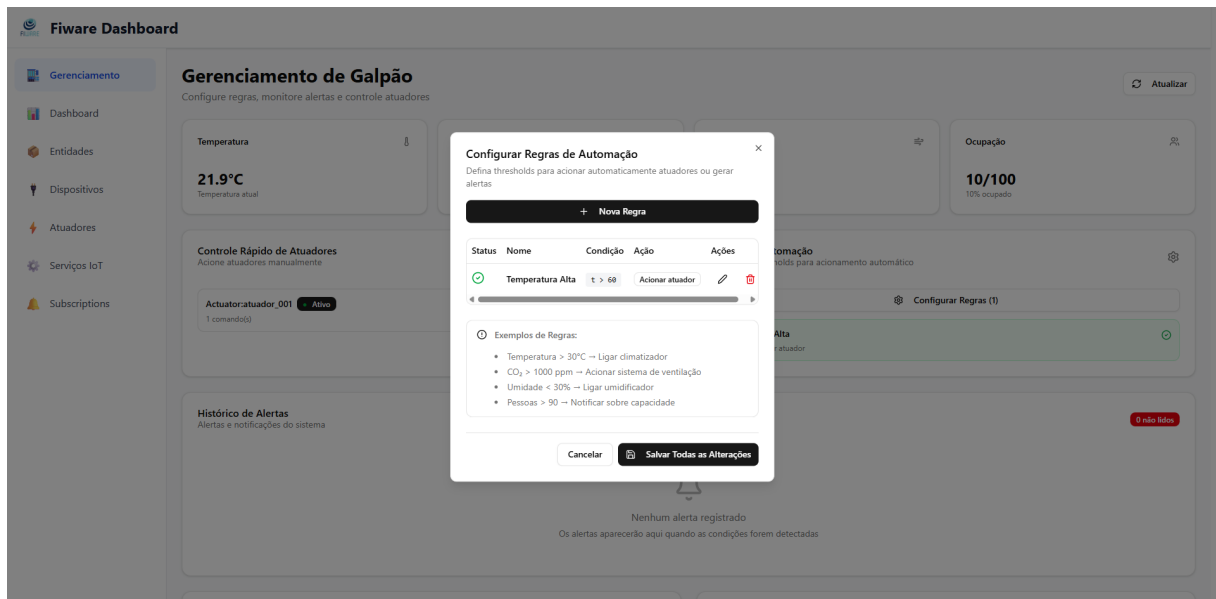 Fiware Dashboard
Gerenciamento
Dashboard
Entidades
Dispositivos
Atuadores
Serviços IoT
Subscriptions
Gerenciamento de Galpão
Configure regras, monitore alertas e controle atuadores
Atualizar
Temperatura
21.9°C
Temperatura atual
Ocupação
10/100
10% ocupado
Controle Rápido de Atuadores
Acione atuadores manualmente
Actuator:atuador_001
Ativo
1 comando(s)
tomação
holds para acionamento automático
Configurar Regras (1)
Alta
r atuador
Histórico de Alertas
Alertas e notificações do sistema
0 não lidos
Nenhum alerta registrado
Os alertas aparecerão aqui quando as condições forem detectadas
Configurar Regras de Automação
Defina thresholds para acionar automaticamente atuadores ou gerar
alertas
+ Nova Regra
Status Nome Condição Ação Ações
Temperatura Alta t > 60 Acionar atuador
Exemplos de Regras:
• Temperatura > 30°C → Ligar climatizador
• CO₂ > 1000 ppm → Acionar sistema de ventilação
• Umidade < 30% → Ligar umidificador
• Pessoas > 90 → Notificar sobre capacidade
Cancelar
Salvar Todas as Alterações